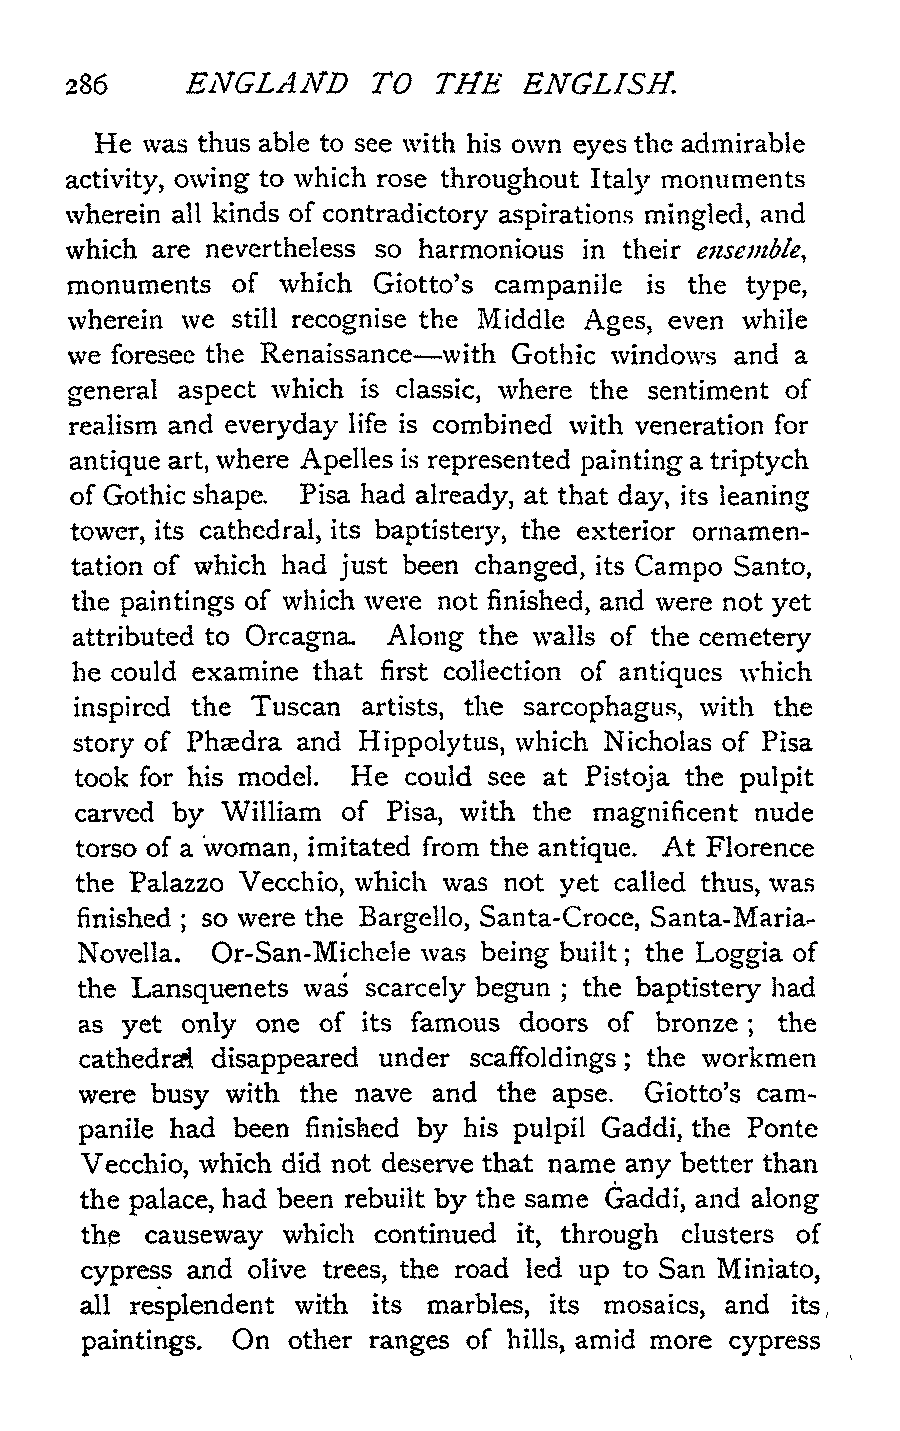 286 ENGLAND TO THE ENGLISH.
He was thus able to see with his own eyes the admirable
activity, owing to which rose throughout Italy monuments
wherein all kinds of contradictory aspirations mingled, and
which are nevertheless so harmonious in their ensemble,
monuments of which Giotto's campanile is the type,
wherein we still recognise the Middle Ages, even while
we foresee the Renaissance—with Gothic windows and a
general aspect which is classic, where the sentiment of
realism and everyday life is combined with veneration for
antique art, where Apelles is represented painting a triptych
of Gothic shape. Pisa had already, at that day, its leaning
tower, its cathedral, its baptistery, the exterior ornamen-
tation of which had just been changed, its Campo Santo,
the paintings of which were not finished, and were not yet
attributed to Orcagna. Along the walls of the cemetery
he could examine that first collection of antiques which
inspired the Tuscan artists, the sarcophagus, with the
story of Phædra and Hippolytus, which Nicholas of Pisa
took for his model. He could see at Pistoja the pulpit
carved by William of Pisa, with the magnificent nude
torso of a woman, imitated from the antique. At Florence
the Palazzo Vecchio, which was not yet called thus, was
finished ; so were the Bargello, Santa-Croce, Santa-Maria-
Novella. Or-San-Michele was being built ; the Loggia of
the Lansquenets was scarcely begun ; the baptistery had
as yet only one of its famous doors of bronze ; the
cathedral disappeared under scaffoldings ; the workmen
were busy with the nave and the apse. Giotto's cam-
panile had been finished by his pulpil Gaddi, the Ponte
Vecchio, which did not deserve that name any better than
the palace, had been rebuilt by the same Gaddi, and along
the causeway which continued it, through clusters of
cypress and olive trees, the road led up to San Miniato,
all resplendent with its marbles, its mosaics, and its
paintings. On other ranges of hills, amid more cypress